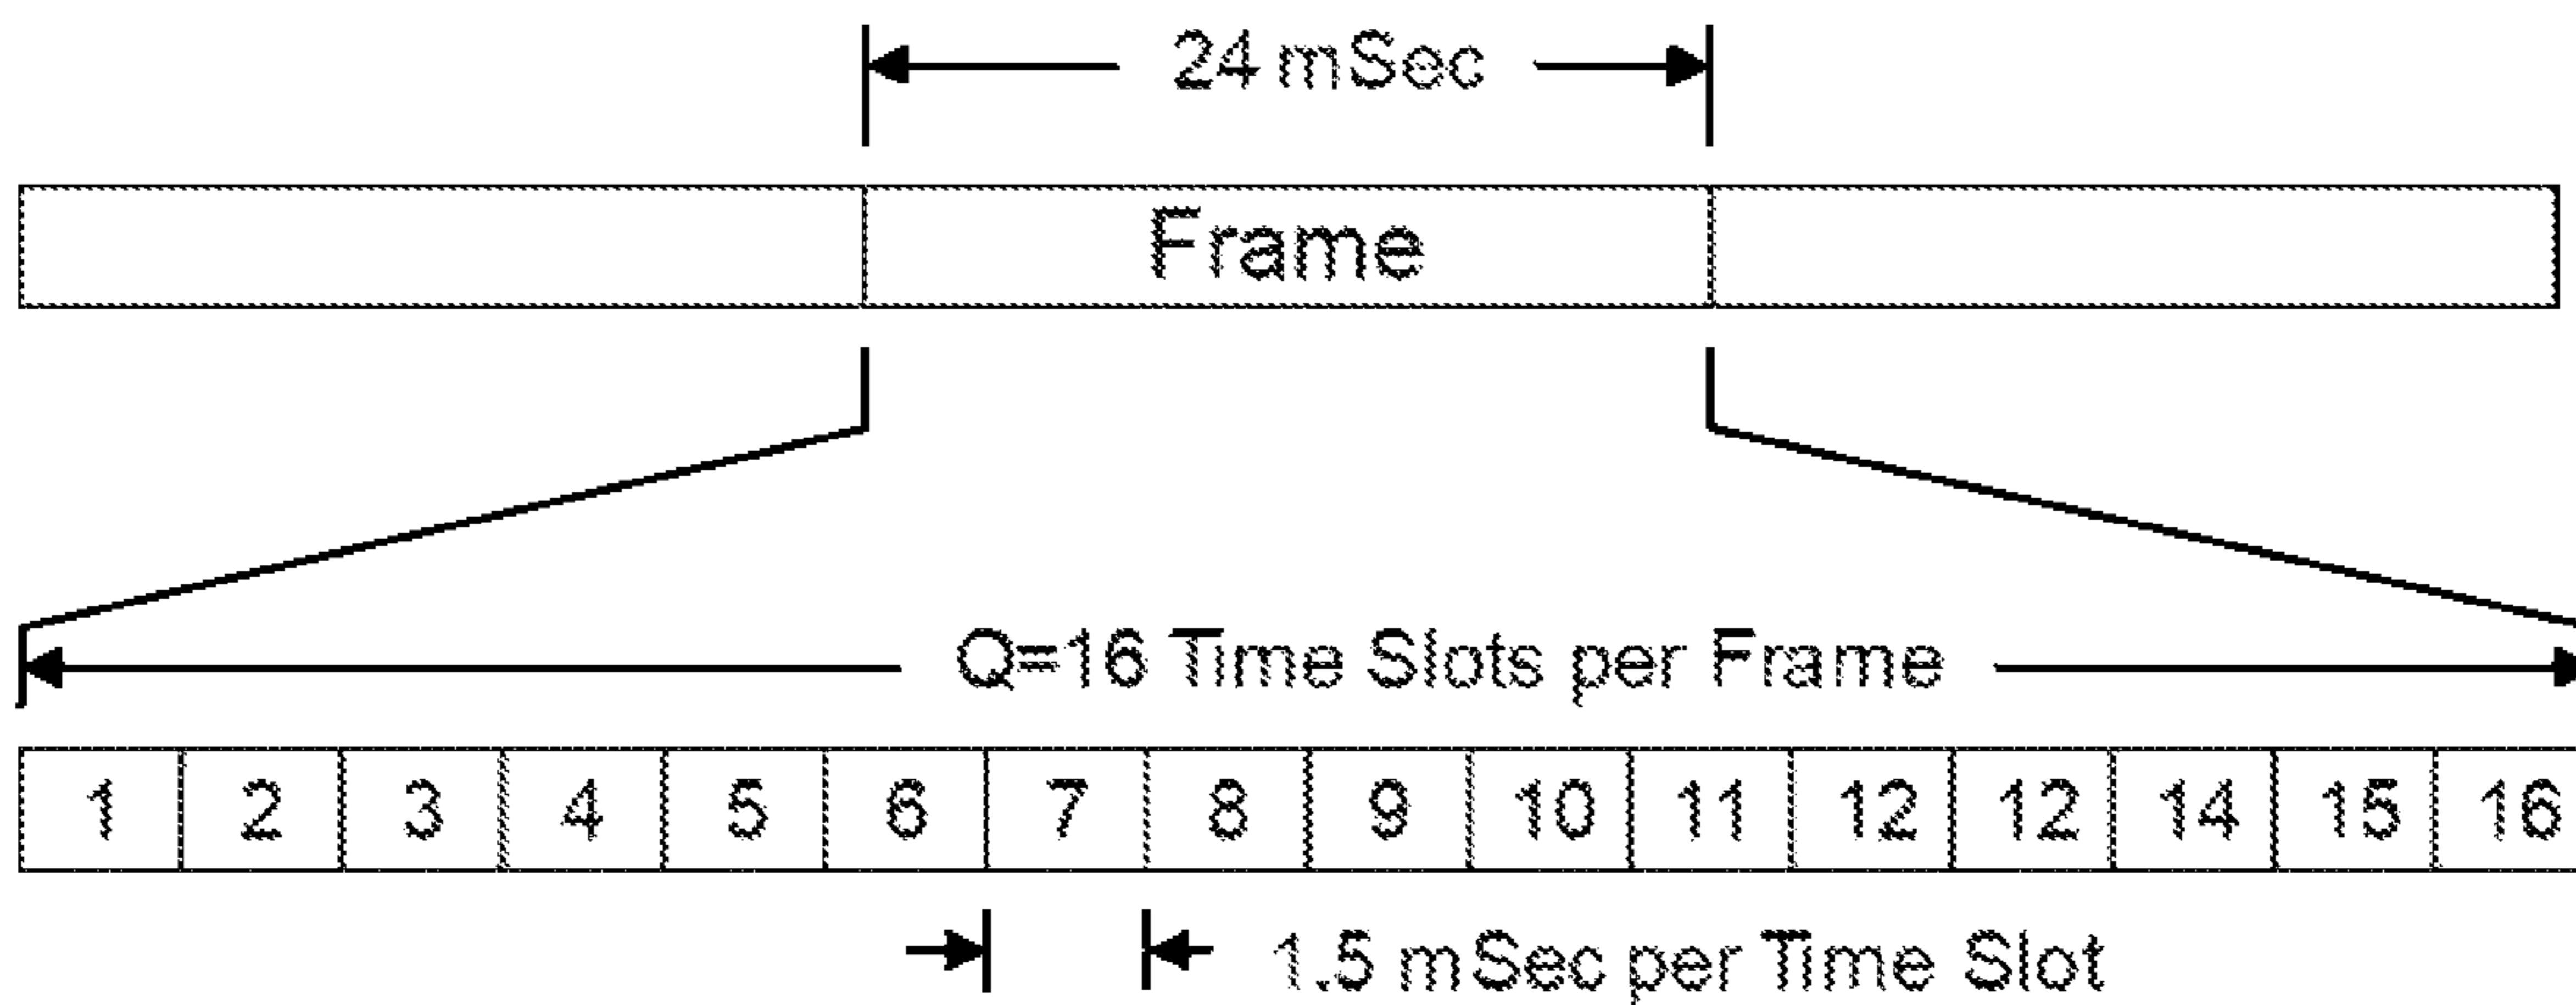 24 mSec
Frame
Q=16 Time Slots per Frame
1 2 3 4 5 6 7 8 9 10 11 12 12 14 15 16
1.5 mSec per Time Slot